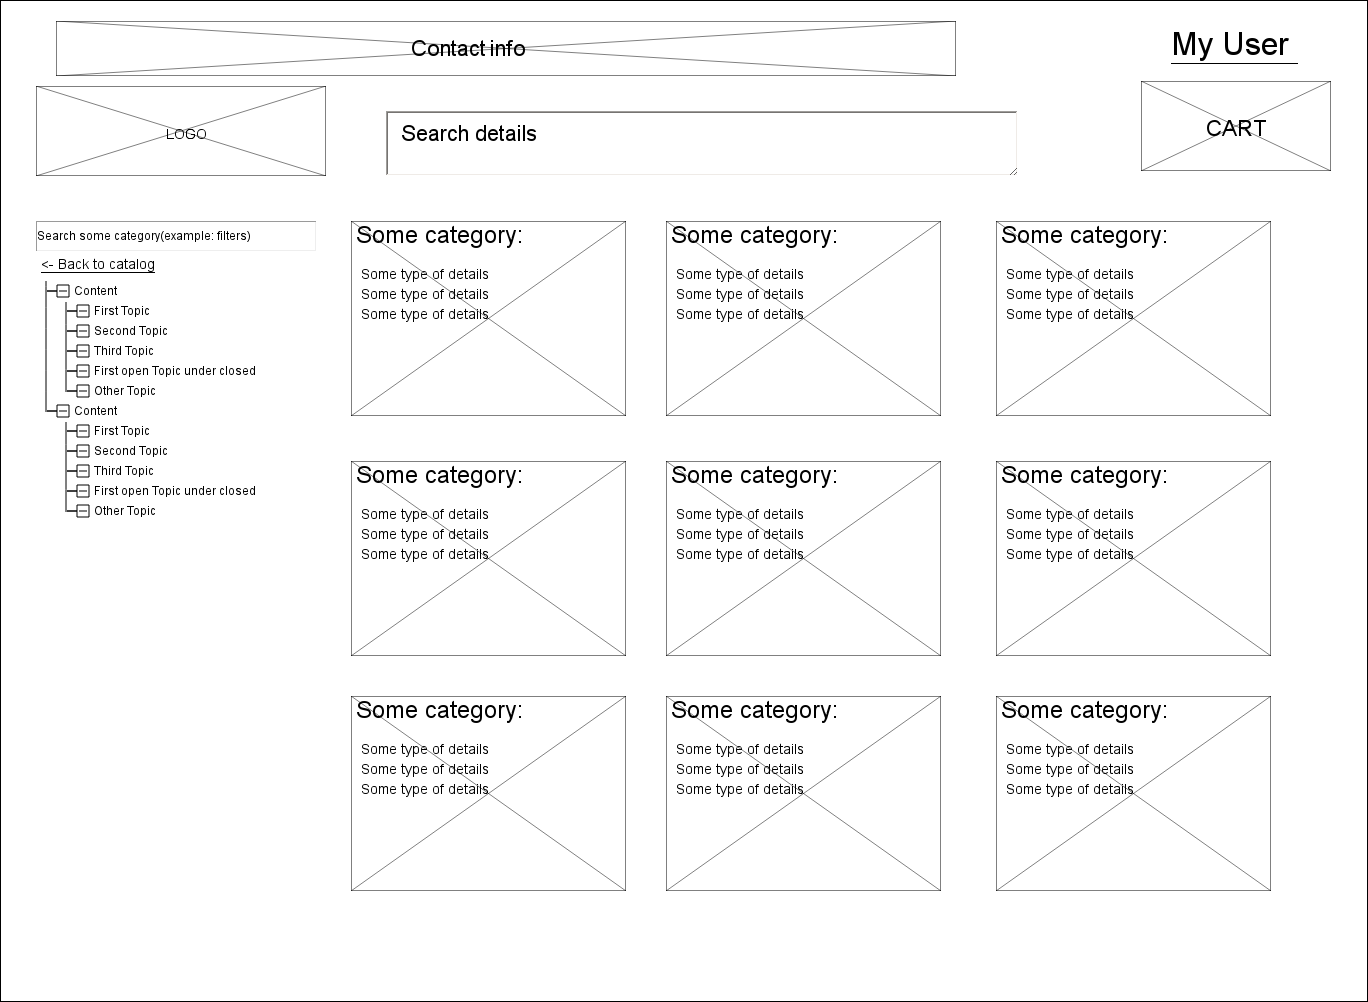 Contact info
My User
LOGO
Search details
CART
Search some category(example: filters)
<- Back to catalog
Content
First Topic
Second Topic
Third Topic
First open Topic under closed
Other Topic
Content
First Topic
Second Topic
Third Topic
First open Topic under closed
Other Topic
Some category:
Some type of details
Some type of details
Some type of details
Some category:
Some type of details
Some type of details
Some type of details
Some category:
Some type of details
Some type of details
Some type of details
Some category:
Some type of details
Some type of details
Some type of details
Some category:
Some type of details
Some type of details
Some type of details
Some category:
Some type of details
Some type of details
Some type of details
Some category:
Some type of details
Some type of details
Some type of details
Some category:
Some type of details
Some type of details
Some type of details
Some category:
Some type of details
Some type of details
Some type of details